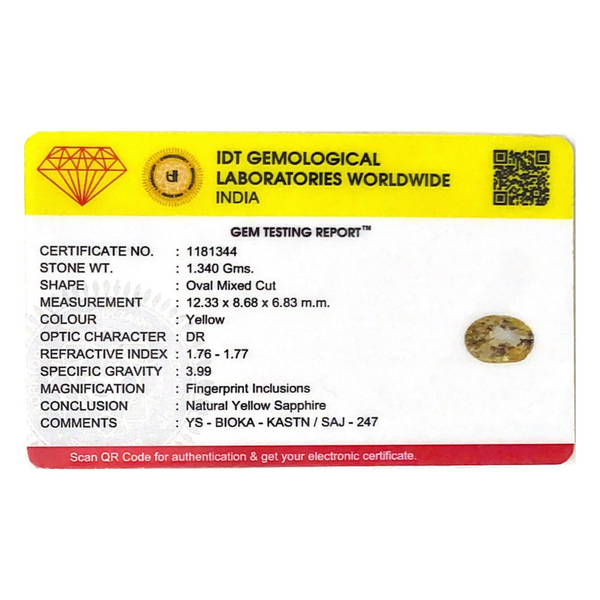 IDT GEMOLOGICAL
LABORATORIES WORLDWIDE
INDIA
idt
GEM TESTING REPORT™
CERTIFICATE NO. : 1181344
STONE WT. : 1.340 Gms.
SHAPE : Oval Mixed Cut
MEASUREMENT : 12.33 x 8.68 x 6.83 m.m.
COLOUR : Yellow
OPTIC CHARACTER : DR
REFRACTIVE INDEX : 1.76 - 1.77
SPECIFIC GRAVITY : 3.99
MAGNIFICATION : Fingerprint Inclusions
CONCLUSION : Natural Yellow Sapphire
COMMENTS : YS - BIOKA - KASTN / SAJ - 247
Scan QR Code for authentication & get your electronic certificate.